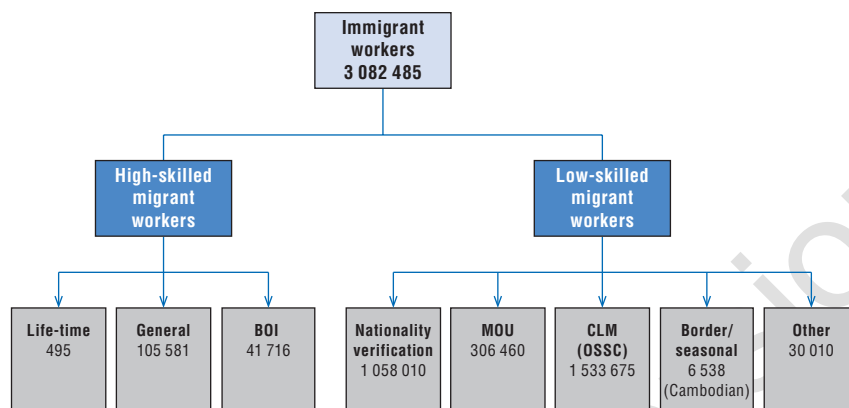 Immigrant
workers
3 082 485
High-skilled
migrant
workers
Low-skilled
migrant
workers
Life-time
495
General
105 581
BOI
41 716
Nationality
verification
1 058 010
MOU
306 460
CLM
(OSSC)
1 533 675
Border/
seasonal
6 538
(Cambodian)
Other
30 010